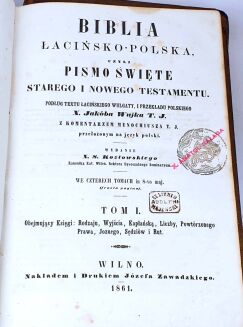 BIBLIA
ŁACIŃSKO-POLSKA,
CZYLI
PISMO ŚWIĘTE
STAREGO I NOWEGO TESTAMENTU.
PODŁUG TEXTU ŁACIŃSKIEGO WULGATY, I PRZEKŁADU POLSKIEGO
X. Jakóba Wujka T. J.
Z KOMENTARZEM MENOCHIUSZA T. J.
przełożonym na język polski.
WYDANIE
X. S. Kozłowskiego
WE CZTERECH TOMACH in 8-vo maj.
TOM I.
Obejmujący Księgi: Rodzaju, Wyjścia, Kapłańską, Liczby, Powtórzonego
Prawa, Jozuego, Sędziów i Rut.
WILNO.
Nakładem i Drukiem Józefa Zawadzkiego.
1861.